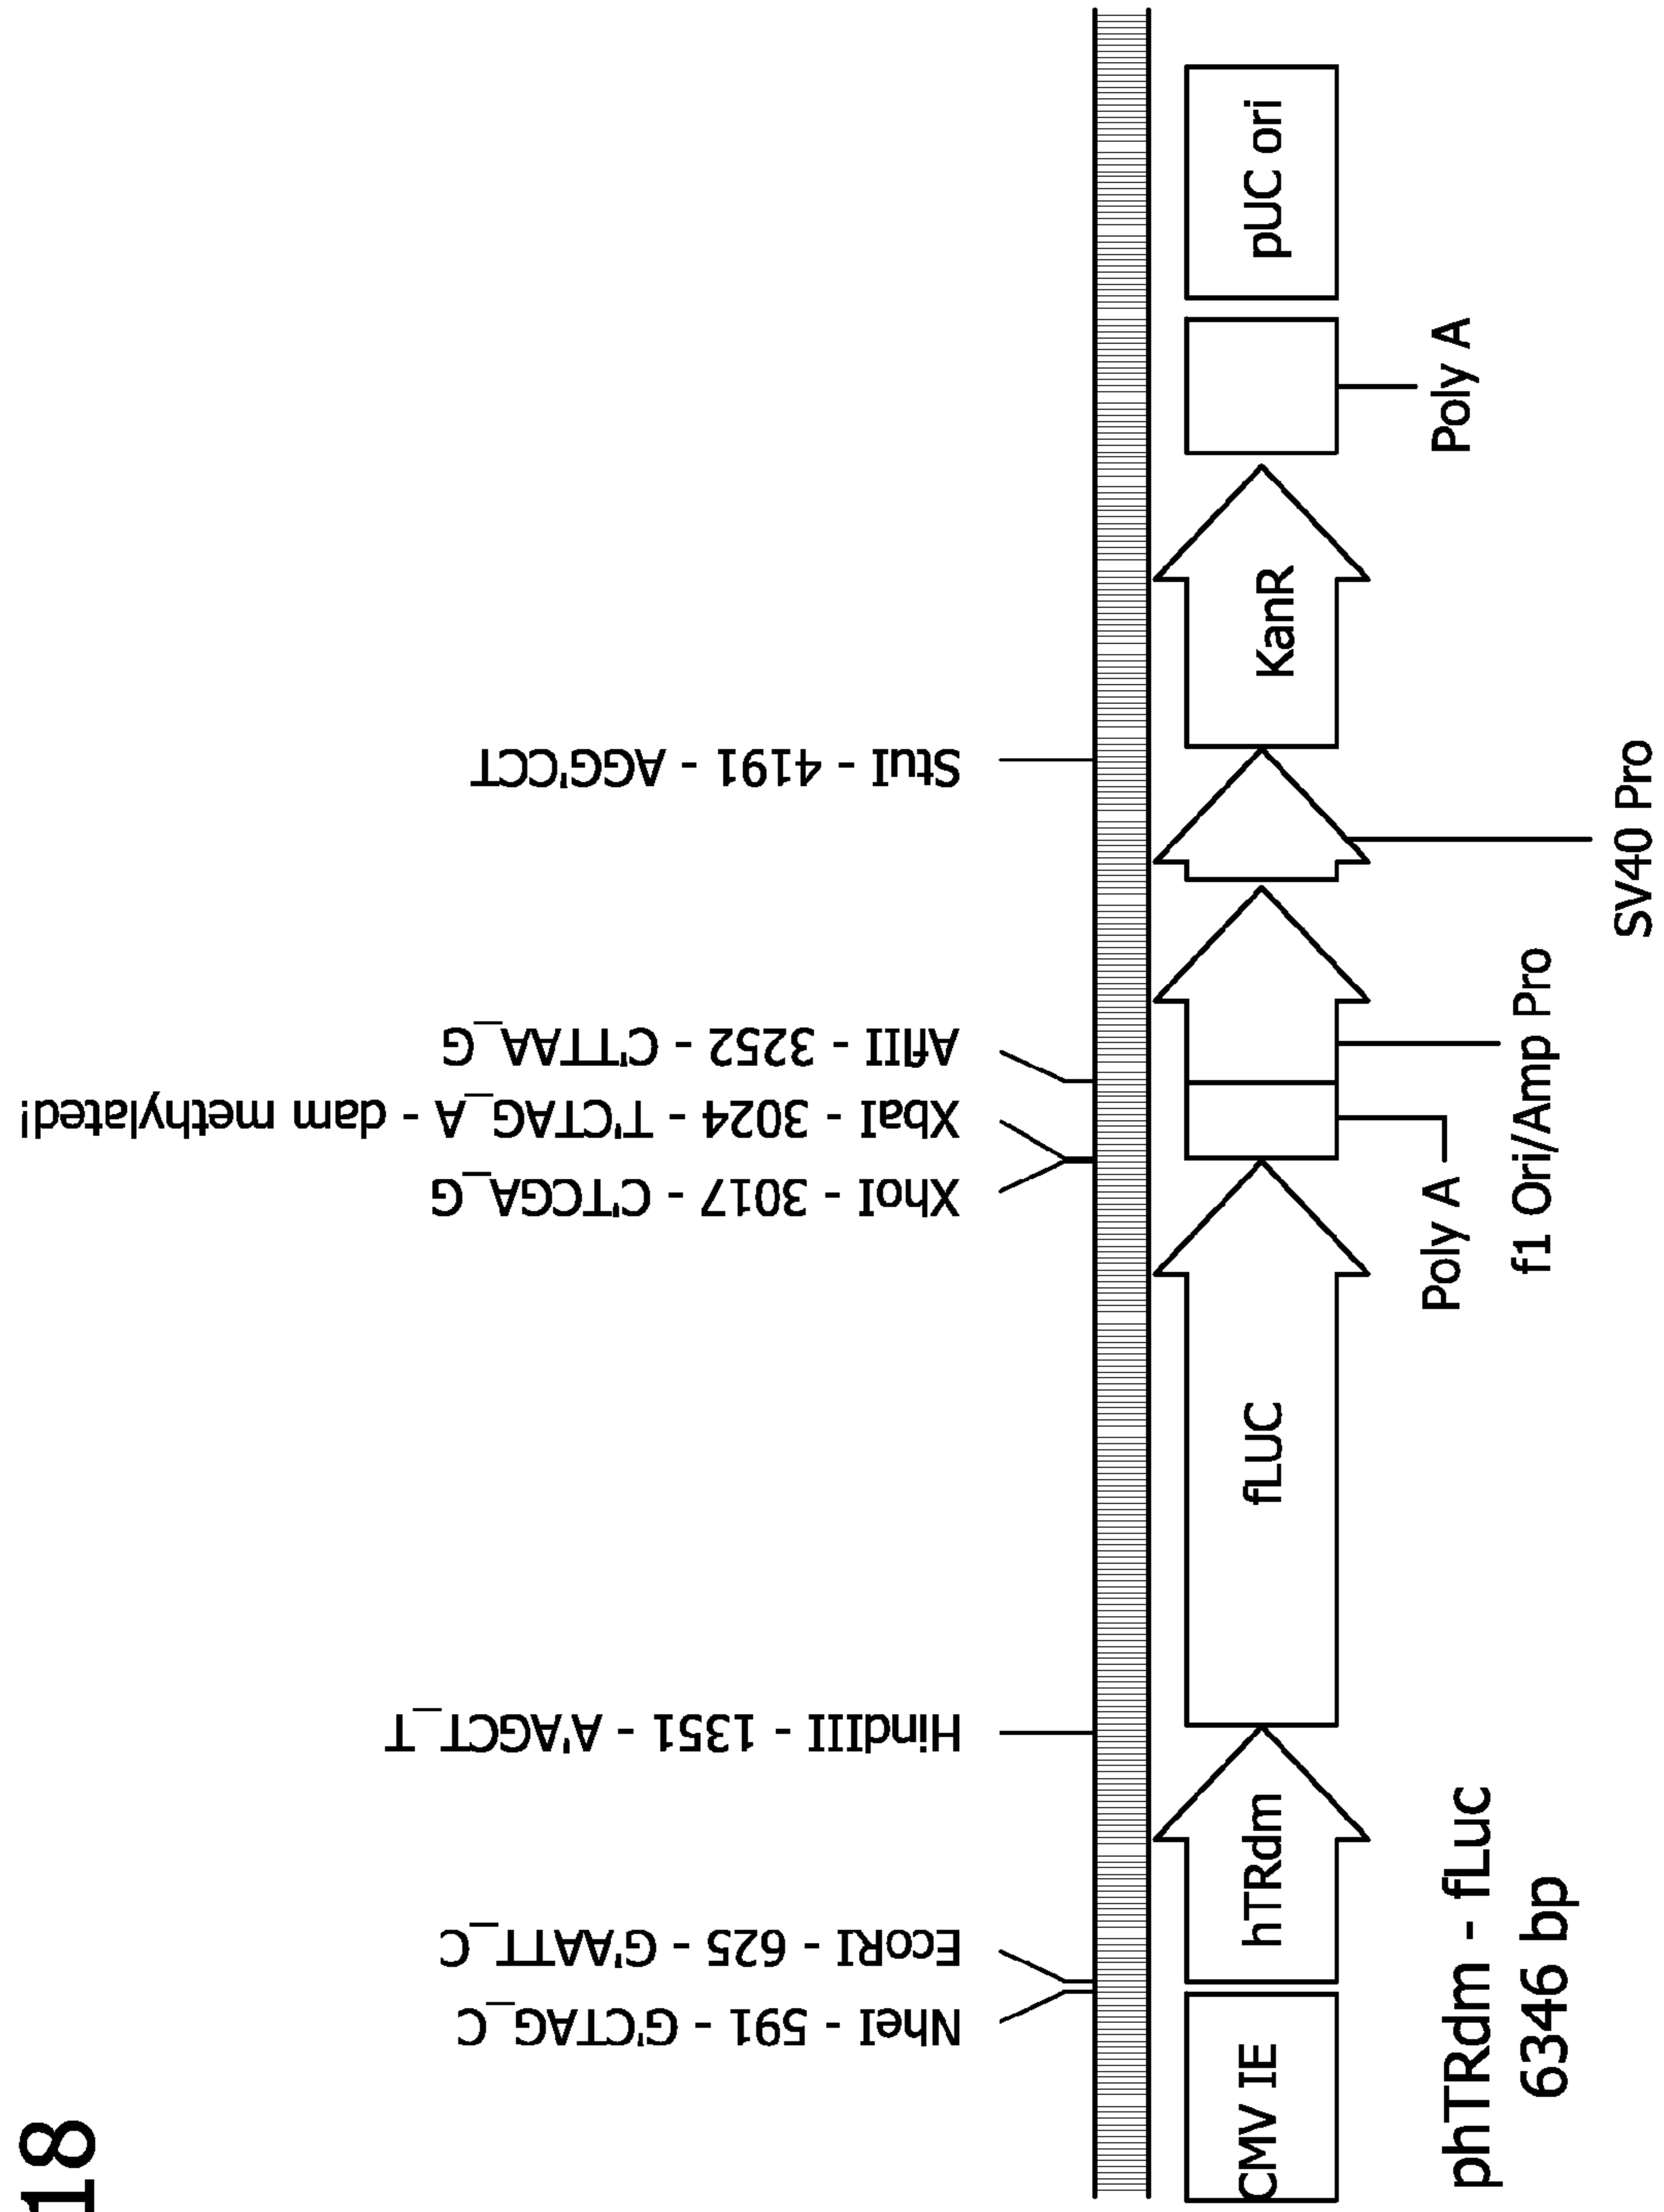 18
NheI - 591 - G'CTAG_C
EcoRI - 625 - G'AATT_C
HindIII - 1351 - A'AGCT_T
XhoI - 3017 - C'TCGA_G
XbaI - 3024 - T'CTAG_A - dam methylated!
AflII - 3252 - C'TTAA_G
StuI - 4191 - AGG'CCT
CMV IE
hTRdm
fLUC
KanR
pUC ori
Poly A
f1 Ori/Amp Pro
SV40 Pro
Poly A
phTRdm - fLuc
6346 bp